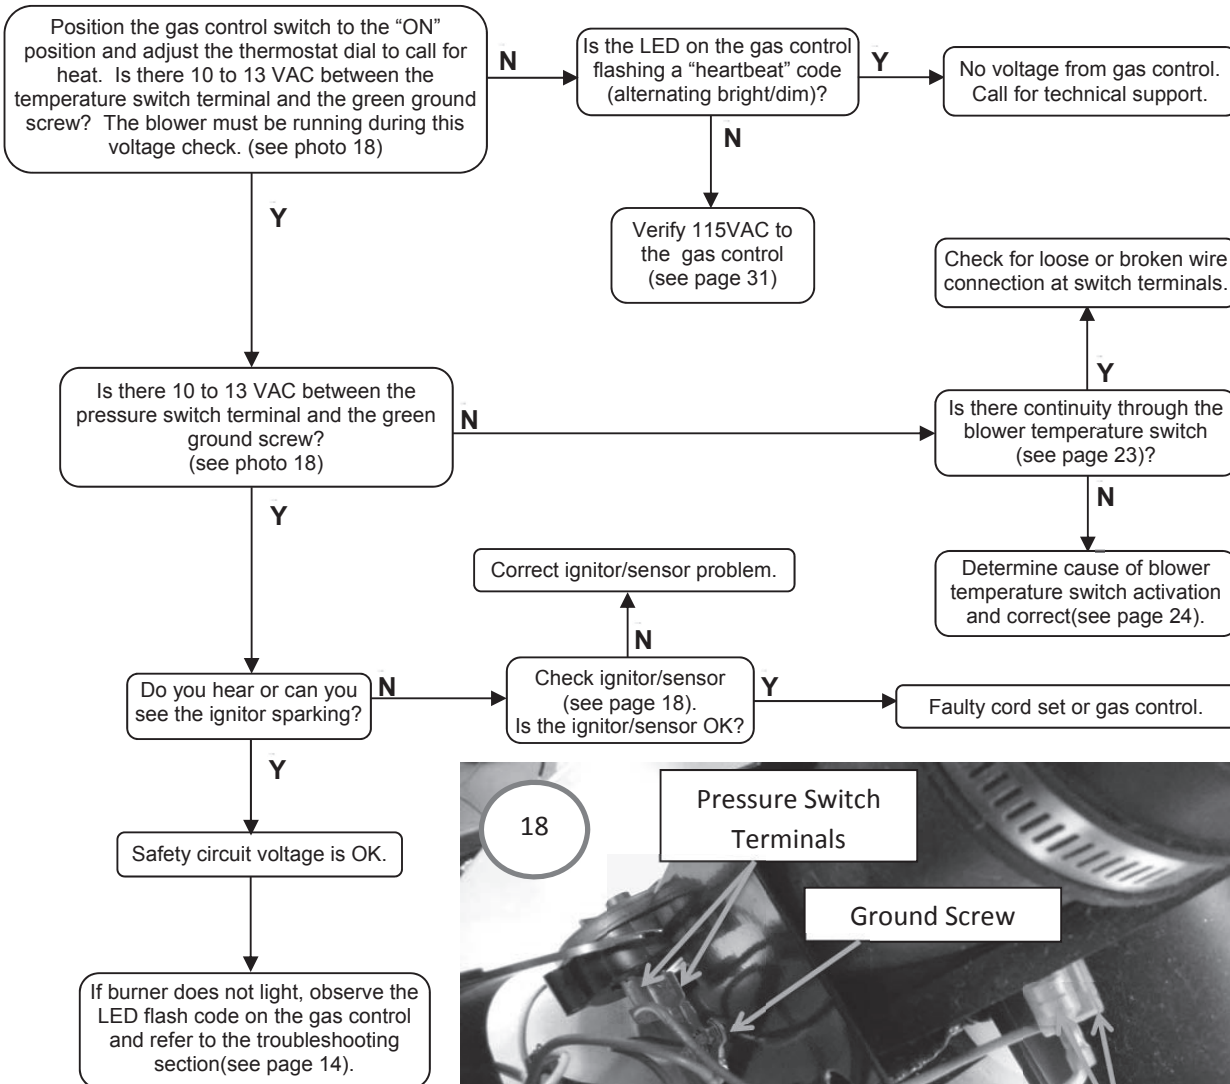 Position the gas control switch to the “ON”
position and adjust the thermostat dial to call for
heat. Is there 10 to 13 VAC between the
temperature switch terminal and the green ground
screw? The blower must be running during this
voltage check. (see photo 18)
N
Is the LED on the gas control
flashing a “heartbeat” code
(alternating bright/dim)?
Y
No voltage from gas control.
Call for technical support.
N
Verify 115VAC to
the gas control
(see page 31)
Y
Is there 10 to 13 VAC between the
pressure switch terminal and the green
ground screw?
(see photo 18)
N
Is there continuity through the
blower temperature switch
(see page 23)?
Y
Check for loose or broken wire
connection at switch terminals.
N
Determine cause of blower
temperature switch activation
and correct(see page 24).
Y
Do you hear or can you
see the ignitor sparking?
N
Check ignitor/sensor
(see page 18).
Is the ignitor/sensor OK?
N
Correct ignitor/sensor problem.
Y
Faulty cord set or gas control.
Y
Safety circuit voltage is OK.
If burner does not light, observe the
LED flash code on the gas control
and refer to the troubleshooting
section(see page 14).
18
Pressure Switch
Terminals
Ground Screw